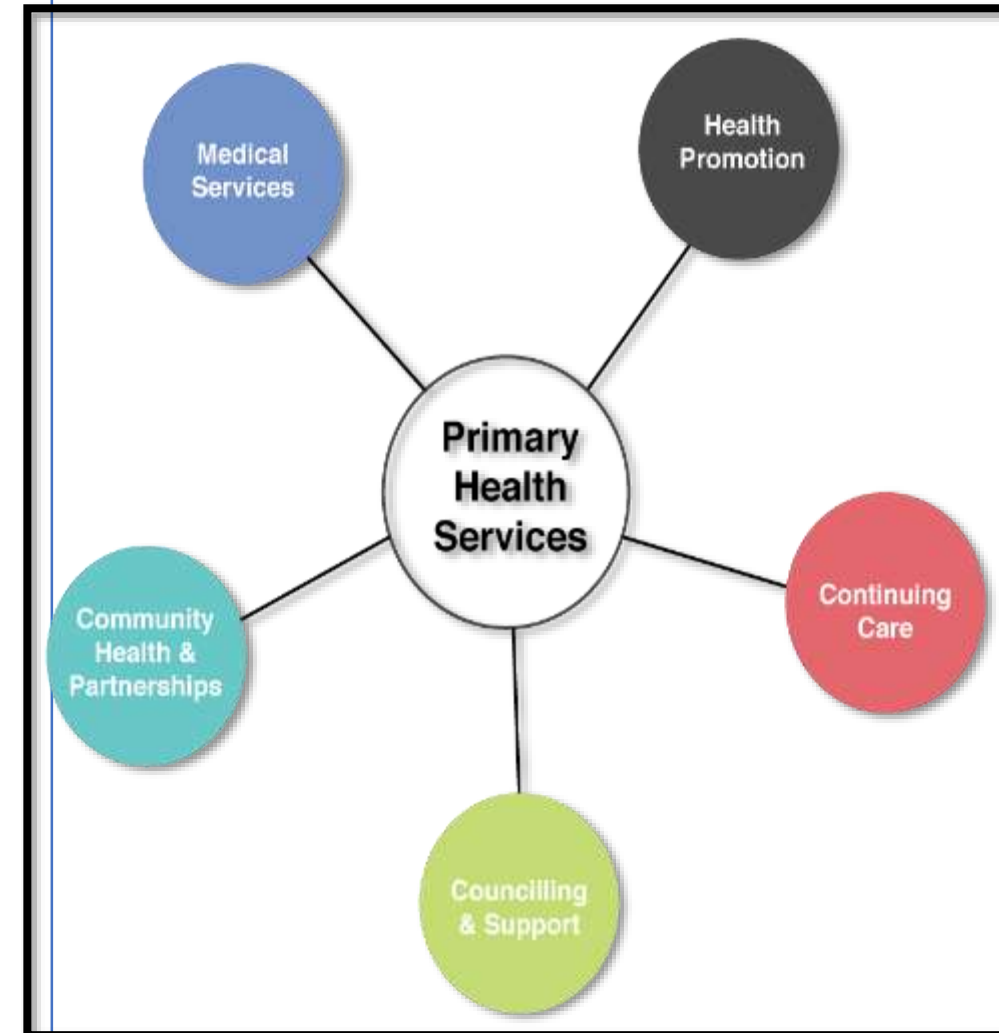 Medical
Services
Health
Promotion
Primary
Health
Services
Continuing
Care
Community
Health &
Partnerships
Councilling
& Support